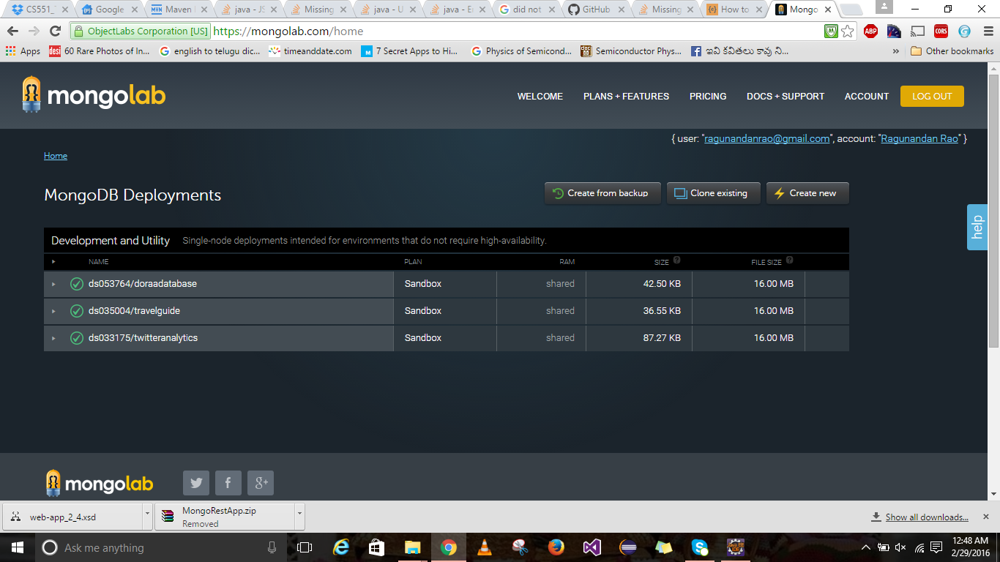 CS551_
Google
Maven
java - JS
Missing
java - U
java - E
did not
GitHub
Missing
How to
Mongo
ObjectLabs Corporation [US] https://mongolab.com/home
ABP
CORS
Apps desi 60 Rare Photos of In... english to telugu dic... timeanddate.com 7 Secret Apps to Hi... Physics of Semicond... Semiconductor Phys... ఇవి కవితలు కావు ని... » Other bookmarks
mongolab
WELCOME PLANS + FEATURES PRICING DOCS + SUPPORT ACCOUNT LOG OUT
{ user: "ragunandanrao@gmail.com", account: "Ragunandan Rao" }
Home
MongoDB Deployments
Create from backup Clone existing Create new
help
Development and Utility Single-node deployments intended for environments that do not require high-availability.
NAME PLAN RAM SIZE ? FILE SIZE ?
ds053764/doraadatabase Sandbox shared 42.50 KB 16.00 MB
ds035004/travelguide Sandbox shared 36.55 KB 16.00 MB
ds033175/twitteranalytics Sandbox shared 87.27 KB 16.00 MB
mongolab
web-app_2_4.xsd
MongoRestApp.zip
Removed
Show all downloads...
Ask me anything
12:48 AM
2/29/2016